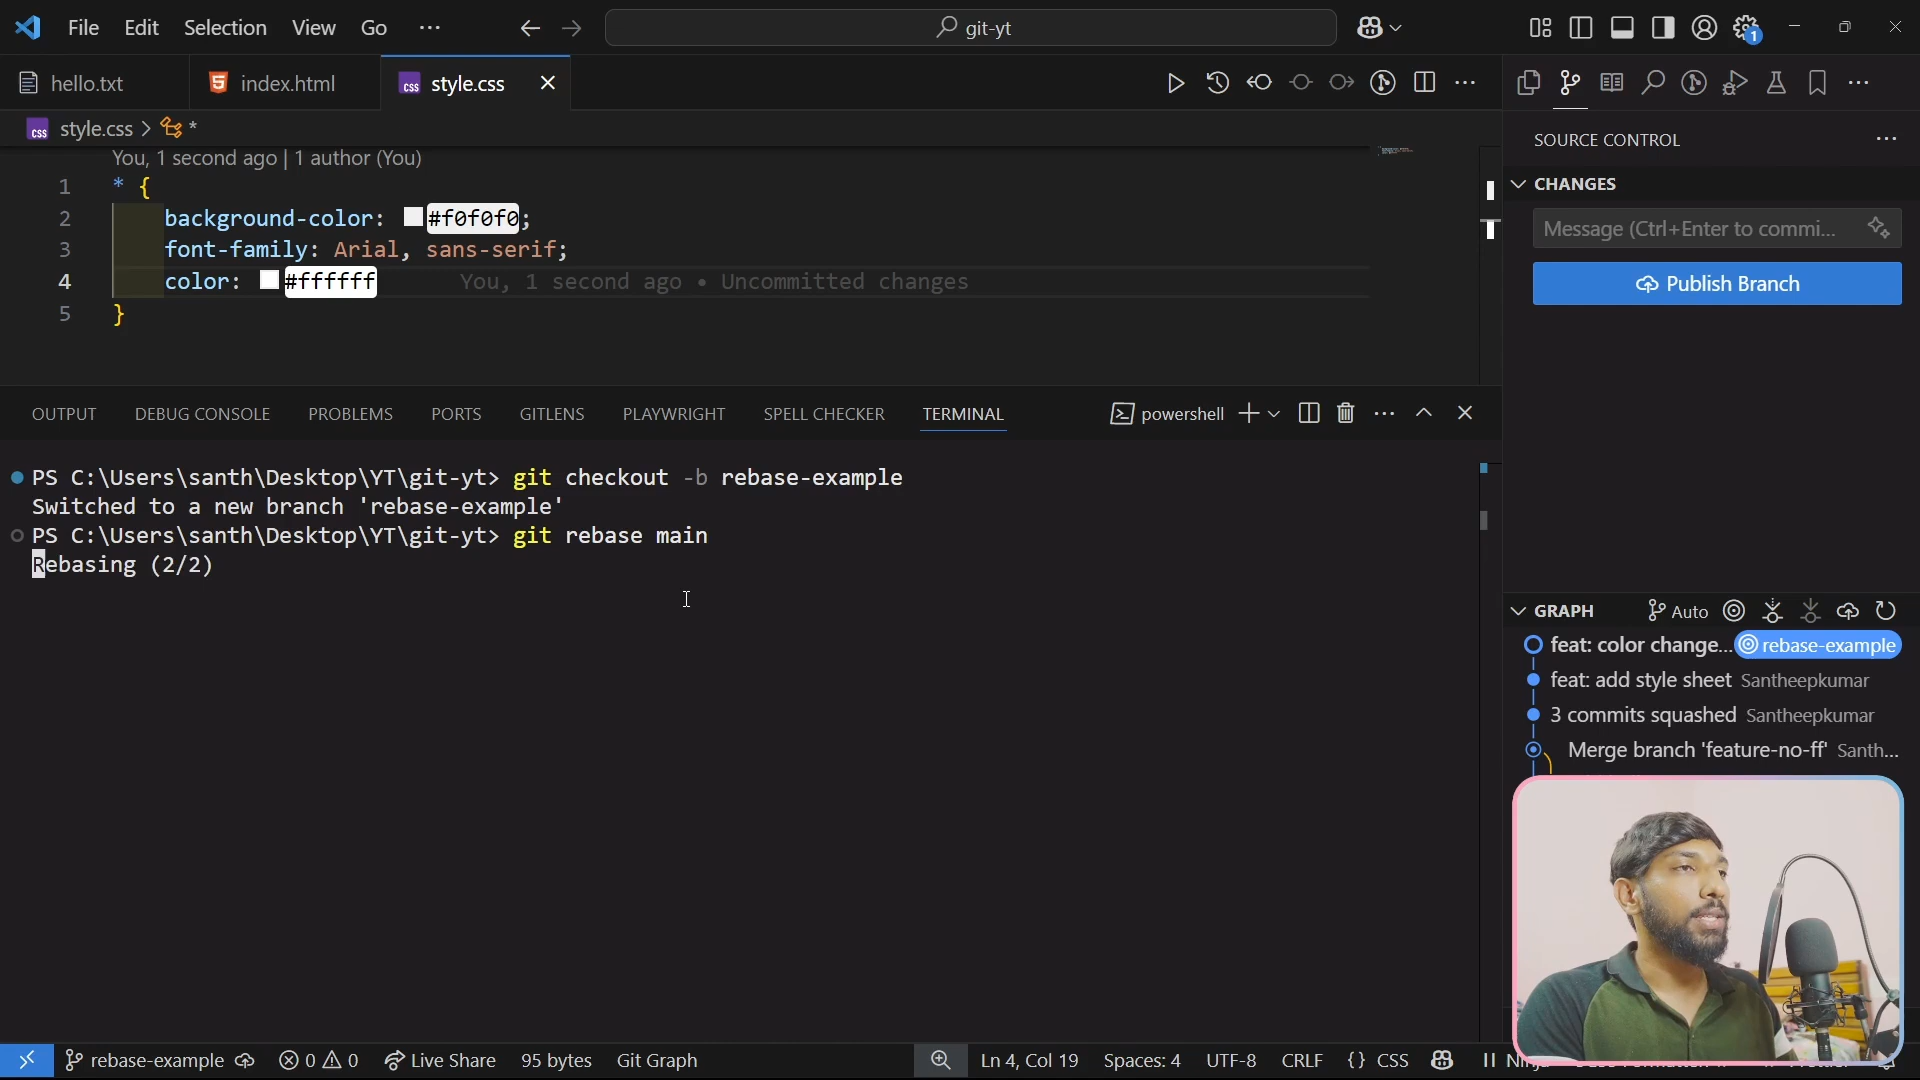 File Edit Selection View Go ··· git-yt
hello.txt index.html style.css
style.css > *
You, 1 second ago | 1 author (You)
1 * {
2 background-color: #f0f0f0;
3 font-family: Arial, sans-serif;
4 color: #ffffff You, 1 second ago • Uncommitted changes
5 }
OUTPUT DEBUG CONSOLE PROBLEMS PORTS GITLENS PLAYWRIGHT SPELL CHECKER TERMINAL powershell
PS C:\Users\santh\Desktop\YT\git-yt> git checkout -b rebase-example
Switched to a new branch 'rebase-example'
PS C:\Users\santh\Desktop\YT\git-yt> git rebase main
Rebasing (2/2)
SOURCE CONTROL
CHANGES
Message (Ctrl+Enter to commi...
Publish Branch
GRAPH Auto
feat: color change... rebase-example
feat: add style sheet Santheepkumar
3 commits squashed Santheepkumar
Merge branch 'feature-no-ff' Santh...
rebase-example 0 0 Live Share 95 bytes Git Graph Ln 4, Col 19 Spaces: 4 UTF-8 CRLF {} CSS